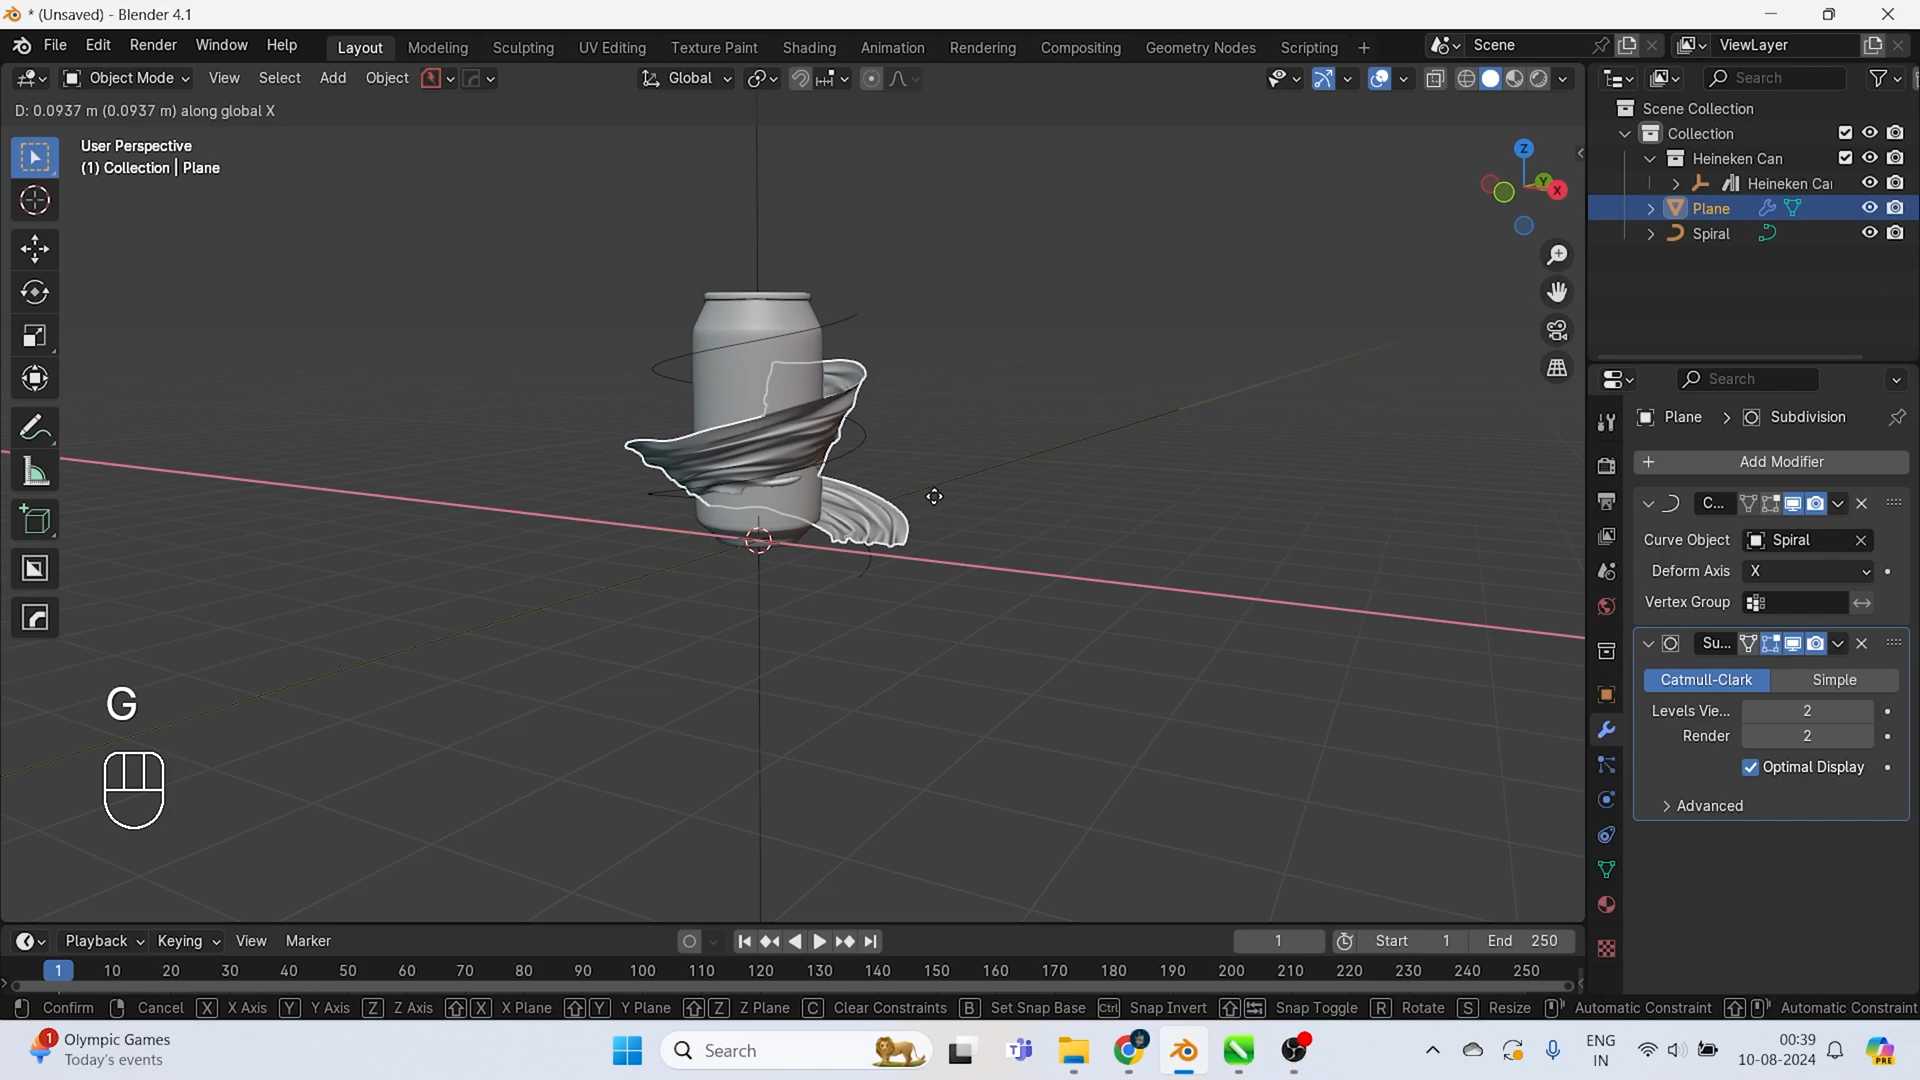 * (Unsaved) - Blender 4.1
File Edit Render Window Help Layout Modeling Sculpting UV Editing Texture Paint Shading Animation Rendering Compositing Geometry Nodes Scripting + Scene ViewLayer
Object Mode View Select Add Object Global Search
D: 0.0937 m (0.0937 m) along global X
User Perspective
(1) Collection | Plane
Z
Y
X
Scene Collection
Collection
Heineken Can
Heineken Ca
Plane
Spiral
Search
Plane > Subdivision
+ Add Modifier
C...
Curve Object Spiral
Deform Axis X
Vertex Group
Su...
Catmull-Clark Simple
Levels Vie... 2
Render 2
Optimal Display
Advanced
G
Playback Keying View Marker 1 Start 1 End 250
1 10 20 30 40 50 60 70 80 90 100 110 120 130 140 150 160 170 180 190 200 210 220 230 240 250
Confirm Cancel X X Axis Y Y Axis Z Z Axis X X Plane Y Y Plane Z Z Plane C Clear Constraints B Set Snap Base Ctrl Snap Invert Snap Toggle R Rotate S Resize Automatic Constraint Automatic Constraint
1 Olympic Games
Today's events
Search
ENG
IN
00:39
10-08-2024
PRE